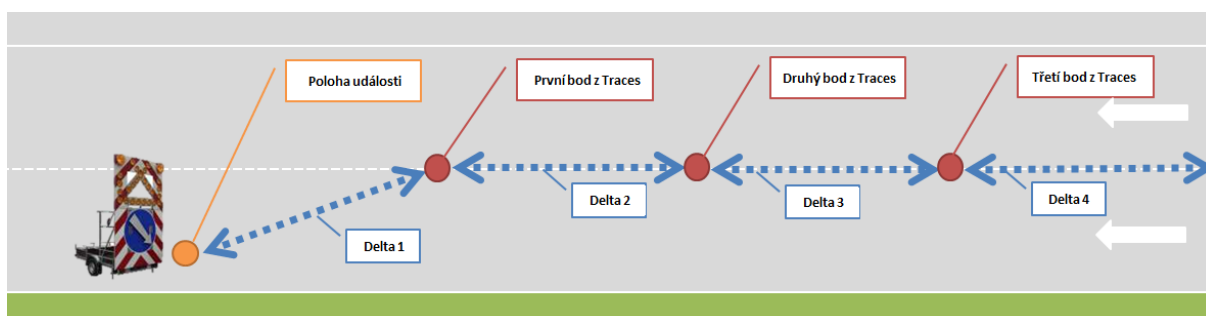 Poloha události
První bod z Traces
Druhý bod z Traces
Třetí bod z Traces
Delta 1
Delta 2
Delta 3
Delta 4